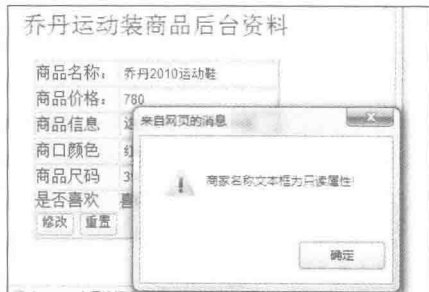 乔丹运动装商品后台资料
商品名称: 乔丹2010运动鞋
商品价格: 780
商品信息
商口颜色
商品尺码
是否喜欢
修改 重置
来自网页的消息
商家名称文本框为只读属性!
确定